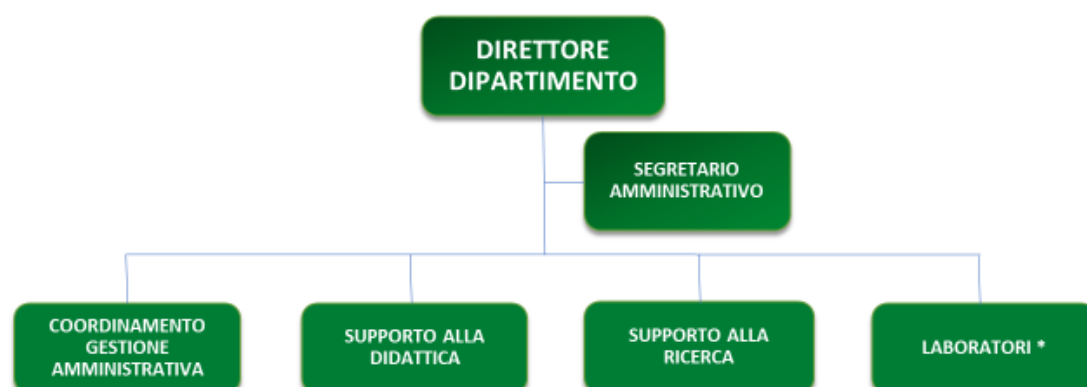 DIRETTORE
DIPARTIMENTO
SEGRETARIO
AMMINISTRATIVO
COORDINAMENTO
GESTIONE
AMMINISTRATIVA
SUPPORTO ALLA
DIDATTICA
SUPPORTO ALLA
RICERCA
LABORATORI *